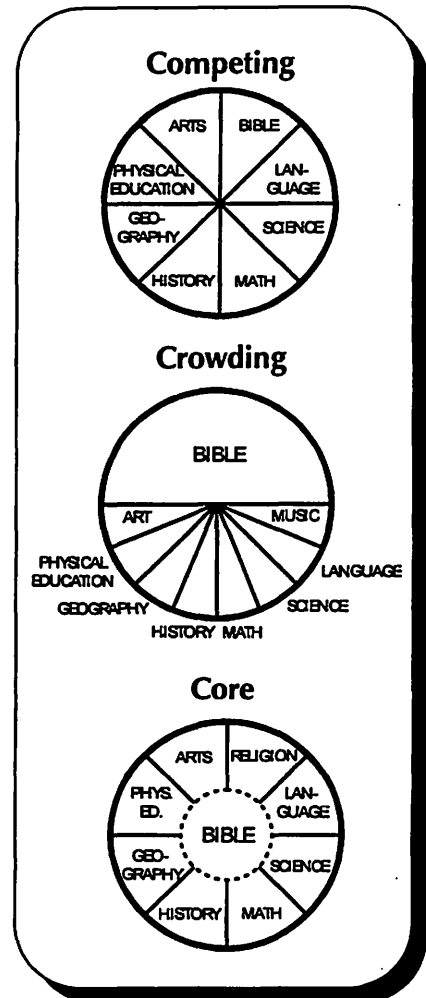 Competing
ARTS BIBLE
PHYSICAL
EDUCATION
LAN-
GUAGE
GEO-
GRAPHY
SCIENCE
HISTORY MATH
Crowding
BIBLE
ART MUSIC
PHYSICAL
EDUCATION
LANGUAGE
GEOGRAPHY SCIENCE
HISTORY MATH
Core
ARTS RELIGION
PHYS.
ED.
LAN-
GUAGE
BIBLE
GEO-
GRAPHY
SCIENCE
HISTORY MATH